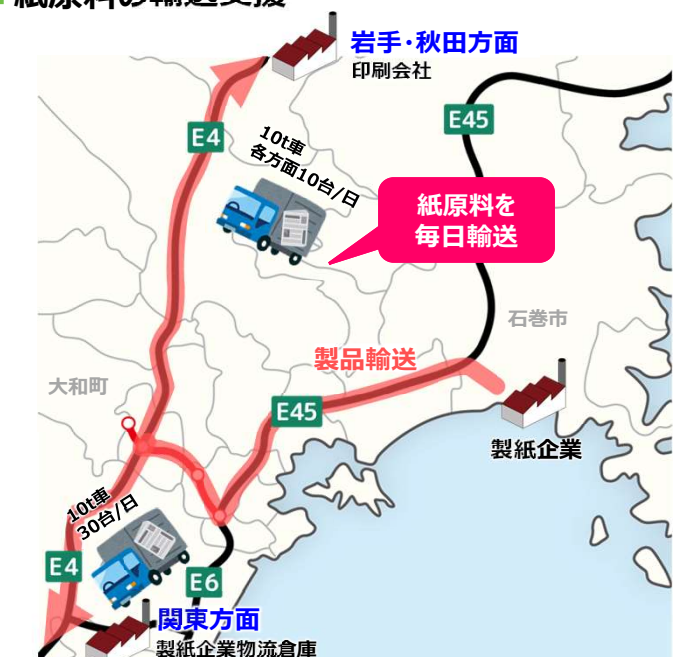 紙原料の輸送支援
岩手・秋田方面
印刷会社
E4
E45
10t車
各方面10台/日
紙原料を
毎日輸送
石巻市
製品輸送
大和町
E45
製紙企業
10t車
30台/日
E4
E6
関東方面
製紙企業物流倉庫